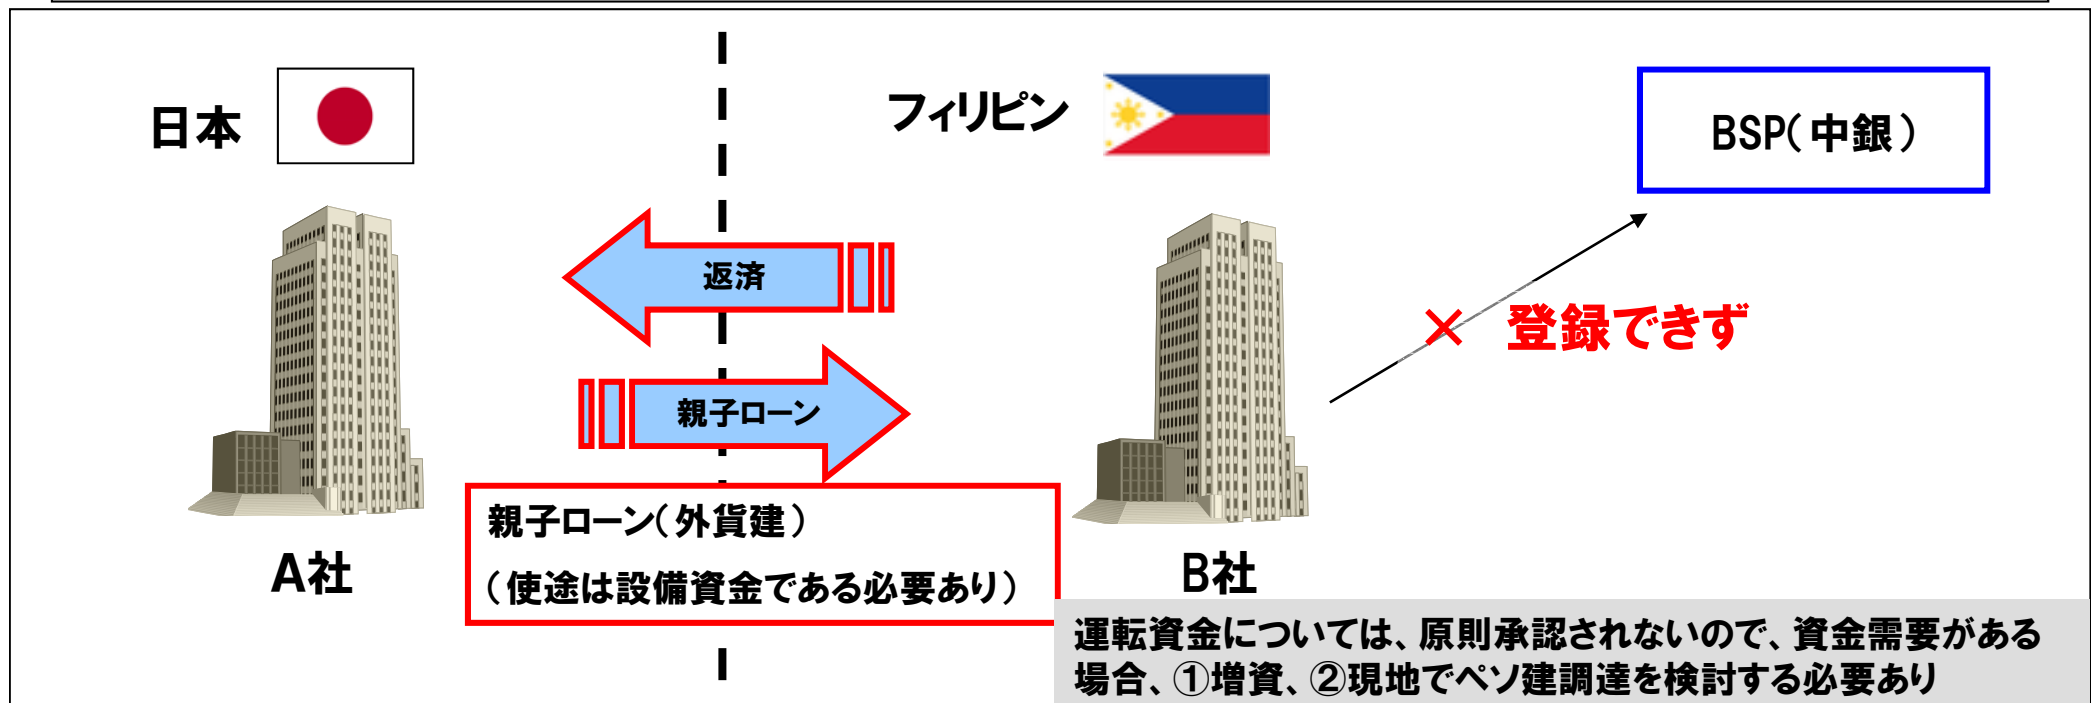 日本
フィリピン
BSP(中銀)
返済
× 登録できず
親子ローン
親子ローン(外貨建)
(使途は設備資金である必要あり)
A社
B社
運転資金については、原則承認されないので、資金需要がある
場合、①増資、②現地でペソ建調達を検討する必要あり